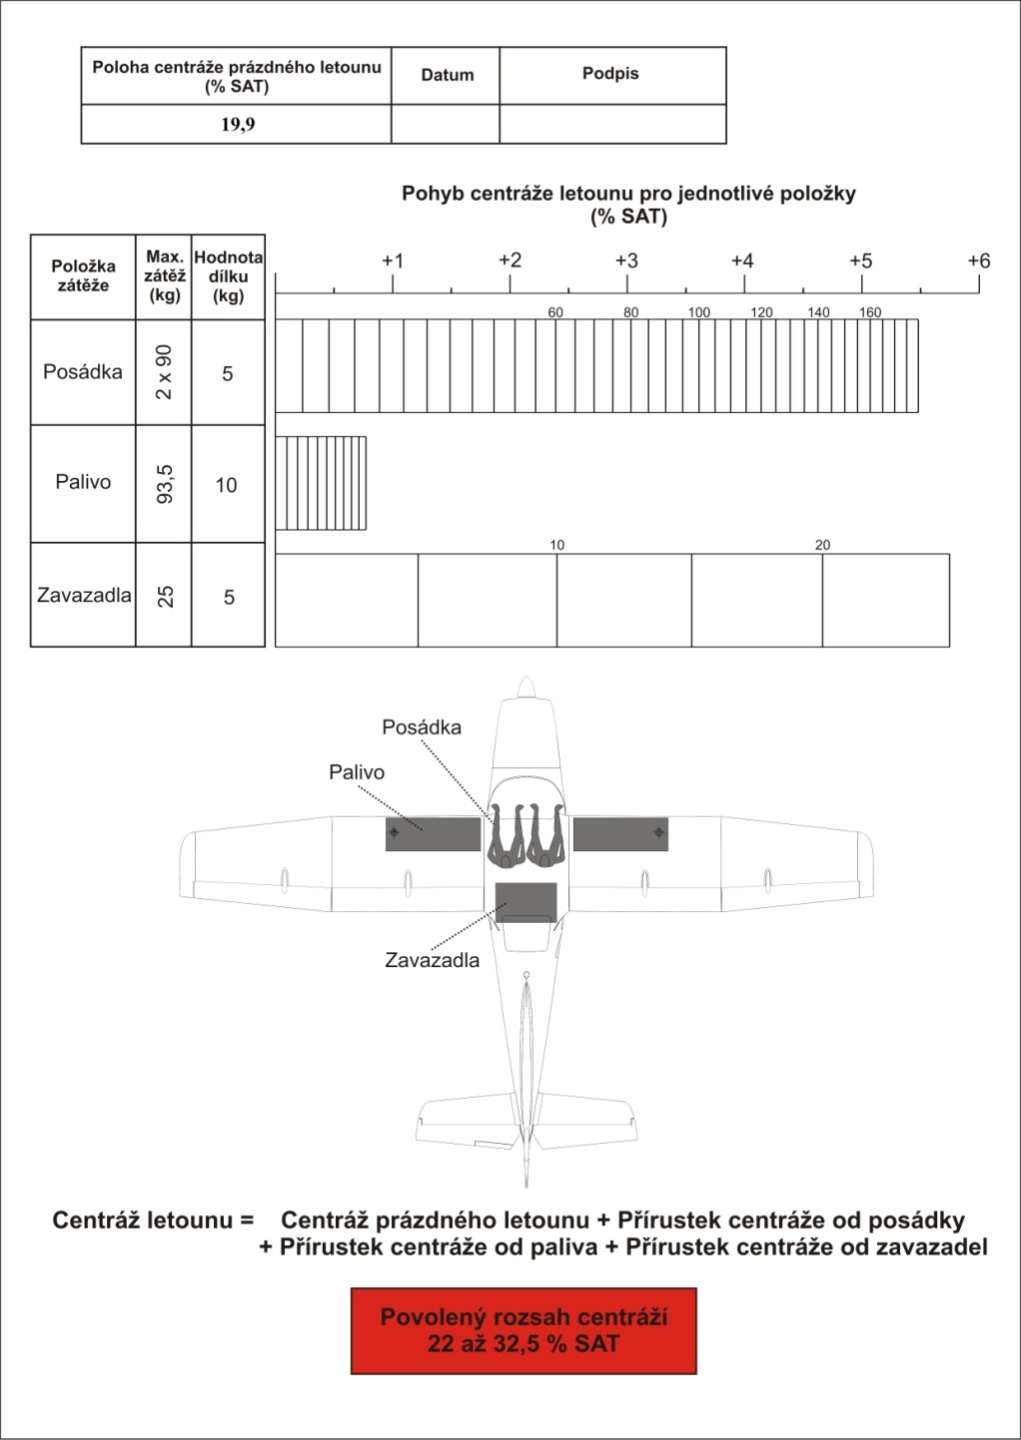 Poloha centráže prázdného letounu
(% SAT)
Datum
Podpis
19,9
Pohyb centráže letounu pro jednotlivé položky
(% SAT)
Položka
zátěže
Max.
zátěž
(kg)
Hodnota
dílku
(kg)
+1 +2 +3 +4 +5 +6
60 80 100 120 140 160
Posádka
2 x 90
5
Palivo
93,5
10
10 20
Zavazadla
25
5
Posádka
Palivo
Zavazadla
Centráž letounu = Centráž prázdného letounu + Přírustek centráže od posádky
+ Přírustek centráže od paliva + Přírustek centráže od zavazadel
Povolený rozsah centráží
22 až 32,5 % SAT